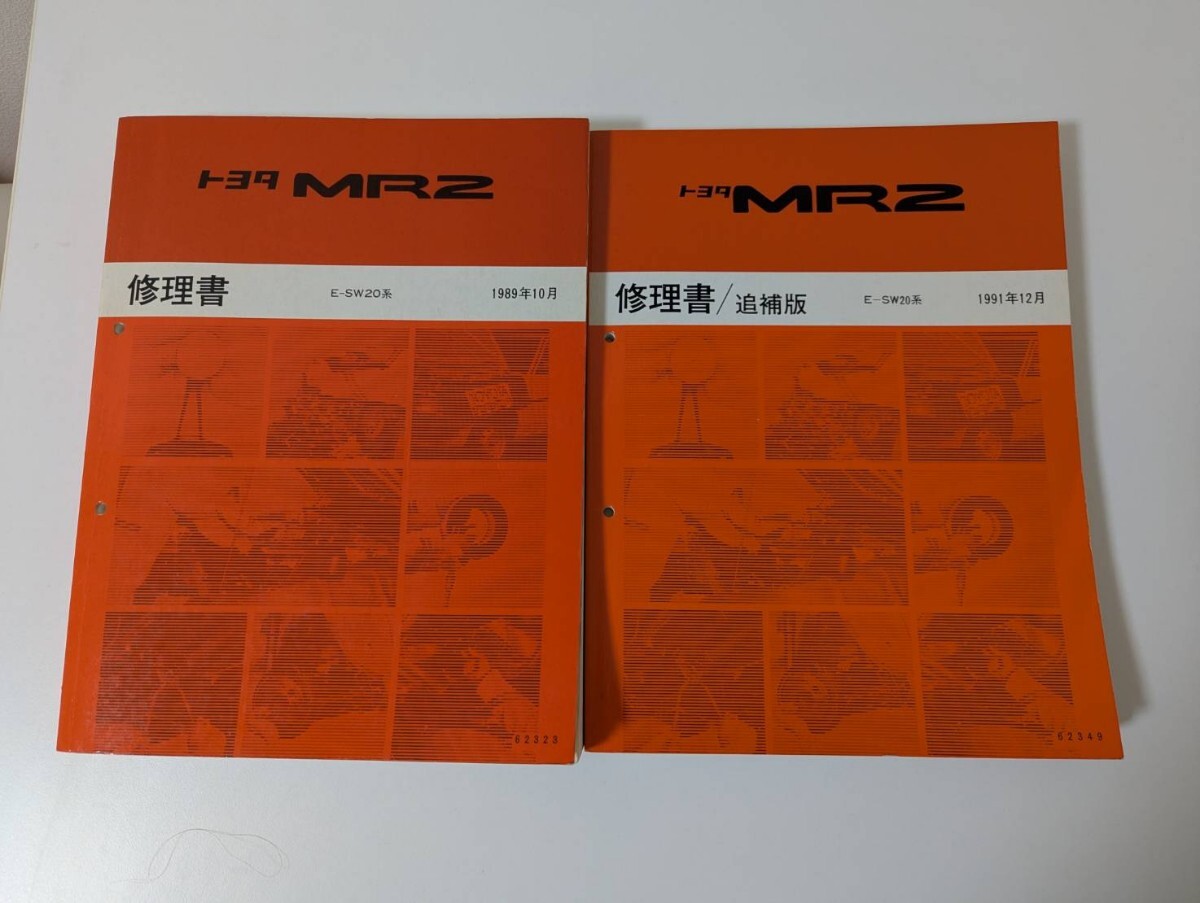 トヨタ MR2
修理書 E-SW20系 1989年10月
62323
トヨタ MR2
修理書/追補版 E-SW20系 1991年12月
62349